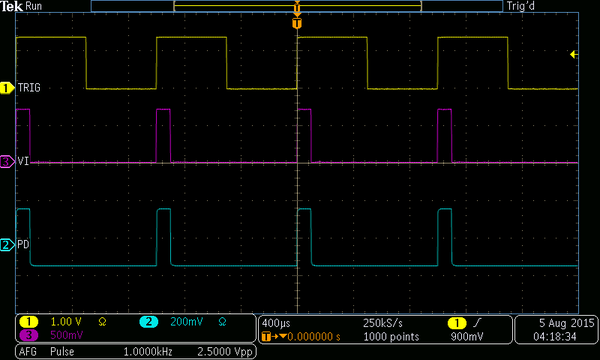 Tek Run Trig'd
T
1 TRIG
3 VI
2 PD
1 1.00 V Ω 2 200mV Ω 400µs 250kS/s 1 5 Aug 2015
3 500mV T 0.000000 s 1000 points 900mV 04:18:34
AFG Pulse 1.0000kHz 2.5000 Vpp